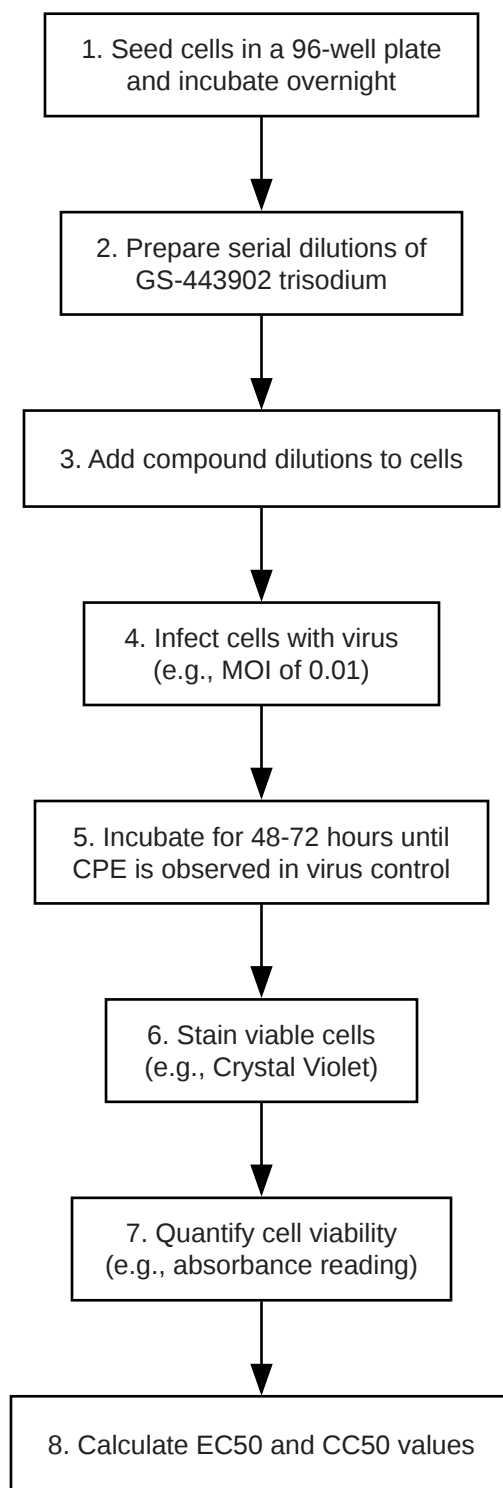 1. Seed cells in a 96-well plate
and incubate overnight
2. Prepare serial dilutions of
GS-443902 trisodium
3. Add compound dilutions to cells
4. Infect cells with virus
(e.g., MOI of 0.01)
5. Incubate for 48-72 hours until
CPE is observed in virus control
6. Stain viable cells
(e.g., Crystal Violet)
7. Quantify cell viability
(e.g., absorbance reading)
8. Calculate EC50 and CC50 values